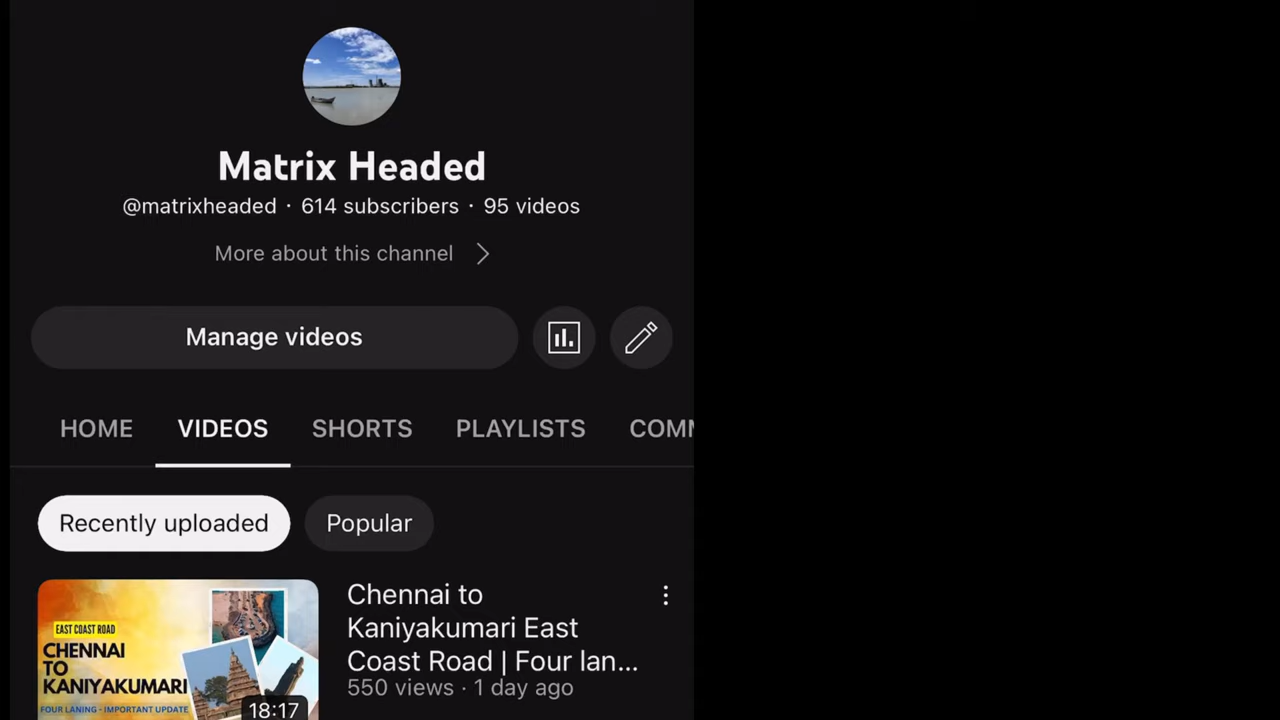 Matrix Headed
@matrixheaded · 614 subscribers · 95 videos
More about this channel
Manage videos
HOME VIDEOS SHORTS PLAYLISTS COMM
Recently uploaded Popular
EAST COAST ROAD
CHENNAI
TO
KANIYAKUMARI
FOUR LANING - IMPORTANT UPDATE
18:17
Chennai to
Kaniyakumari East
Coast Road | Four lan...
550 views · 1 day ago